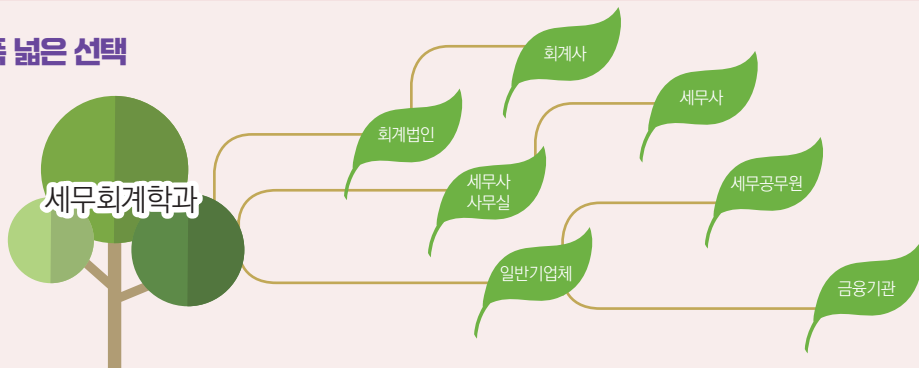 넓은 선택
회계사
세무사
회계법인
세무사
사무실
세무공무원
세무회계학과
일반기업체
금융기관